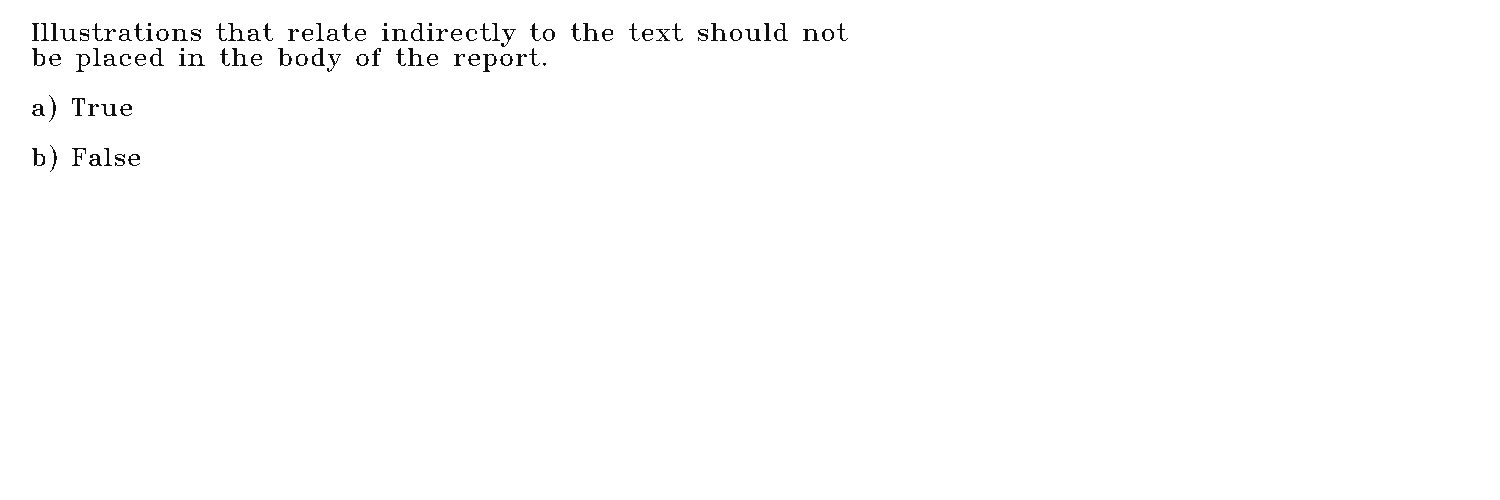 Illustrations that relate indirectly to the text should not
be placed in the body of the report.
a) True
b) False